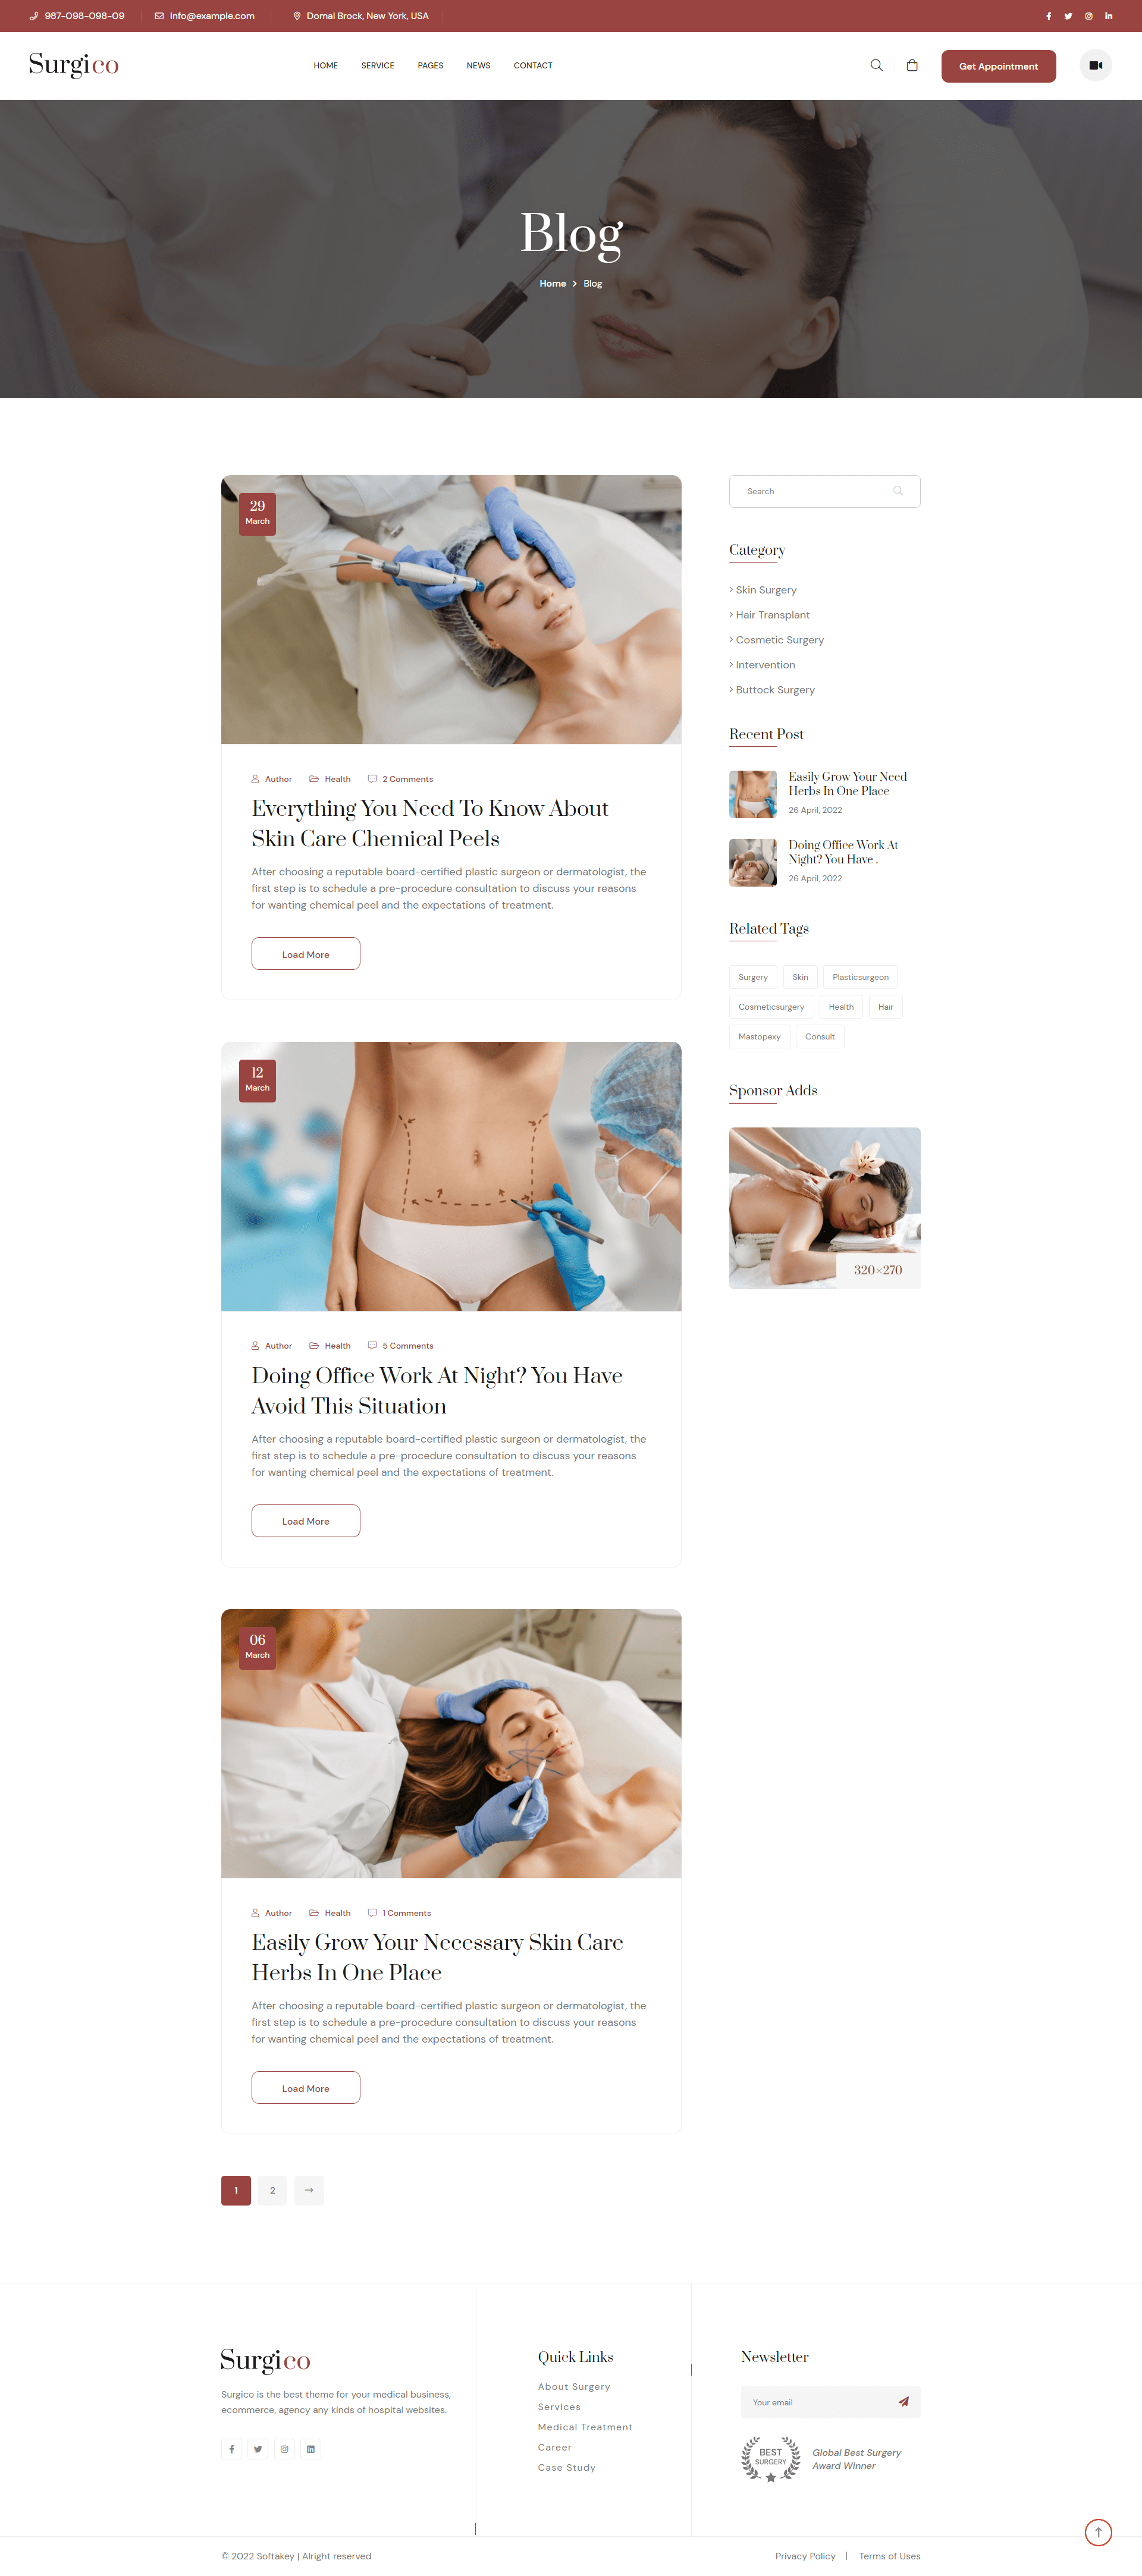 987-098-098-09
info@example.com
Domal Brock, New York, USA
Surgico
HOME
SERVICE
PAGES
NEWS
CONTACT
Get Appointment
Blog
Home
Blog
29
March
Author
Health
2 Comments
Everything You Need To Know About
Skin Care Chemical Peels
After choosing a reputable board-certified plastic surgeon or dermatologist, the
first step is to schedule a pre-procedure consultation to discuss your reasons
for wanting chemical peel and the expectations of treatment.
Load More
12
March
Author
Health
5 Comments
Doing Office Work At Night? You Have
Avoid This Situation
After choosing a reputable board-certified plastic surgeon or dermatologist, the
first step is to schedule a pre-procedure consultation to discuss your reasons
for wanting chemical peel and the expectations of treatment.
Load More
06
March
Author
Health
1 Comments
Easily Grow Your Necessary Skin Care
Herbs In One Place
After choosing a reputable board-certified plastic surgeon or dermatologist, the
first step is to schedule a pre-procedure consultation to discuss your reasons
for wanting chemical peel and the expectations of treatment.
Load More
1
2
Search
Category
Skin Surgery
Hair Transplant
Cosmetic Surgery
Intervention
Buttock Surgery
Recent Post
Easily Grow Your Need
Herbs In One Place
26 April, 2022
Doing Office Work At
Night? You Have .
26 April, 2022
Related Tags
Surgery
Skin
Plasticsurgeon
Cosmeticsurgery
Health
Hair
Mastopexy
Consult
Sponsor Adds
320×270
Surgico
Surgico is the best theme for your medical business,
ecommerce, agency any kinds of hospital websites.
Quick Links
About Surgery
Services
Medical Treatment
Career
Case Study
Newsletter
Your email
BEST
SURGERY
Global Best Surgery
Award Winner
© 2022 Softakey | Alright reserved
Privacy Policy
Terms of Uses